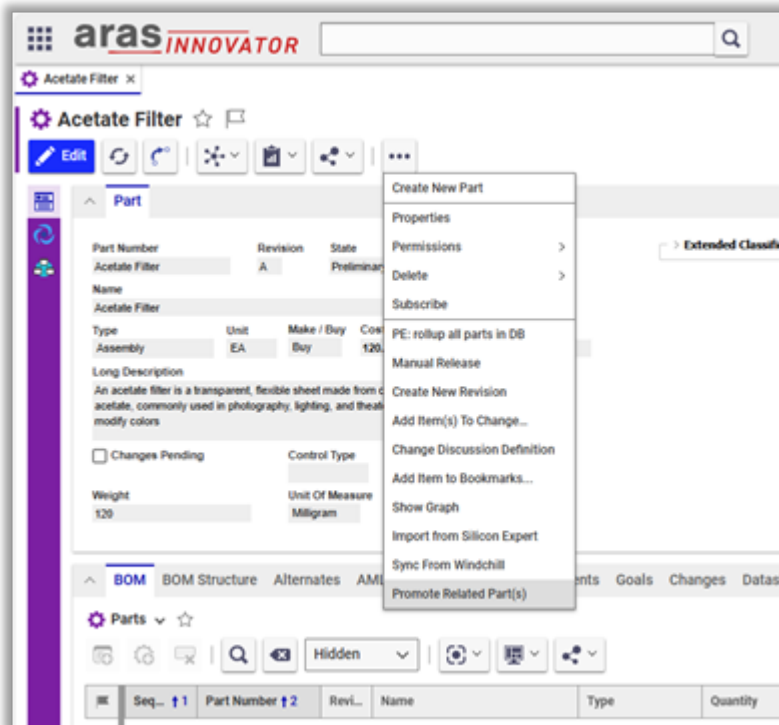 aras INNOVATOR
Acetate Filter ×
Acetate Filter
Edit
Create New Part
Properties
Permissions
Delete
Subscribe
PE: rollup all parts in DB
Manual Release
Create New Revision
Add Item(s) To Change...
Change Discussion Definition
Add Item to Bookmarks...
Show Graph
Import from Silicon Expert
Sync From Windchill
Promote Related Part(s)
Part
Extended Classifi
Part Number Revision State
Acetate Filter A Preliminary
Name
Acetate Filter
Type Unit Make / Buy Cost
Assembly EA Buy 120.
Long Description
An acetate filter is a transparent, flexible sheet made from c
acetate, commonly used in photography, lighting, and theat
modify colors
Changes Pending Control Type
Weight Unit Of Measure
120 Milligram
BOM BOM Structure Alternates AML nts Goals Changes Datas
Parts
Hidden
Seq... 1 Part Number 2 Revi... Name Type Quantity